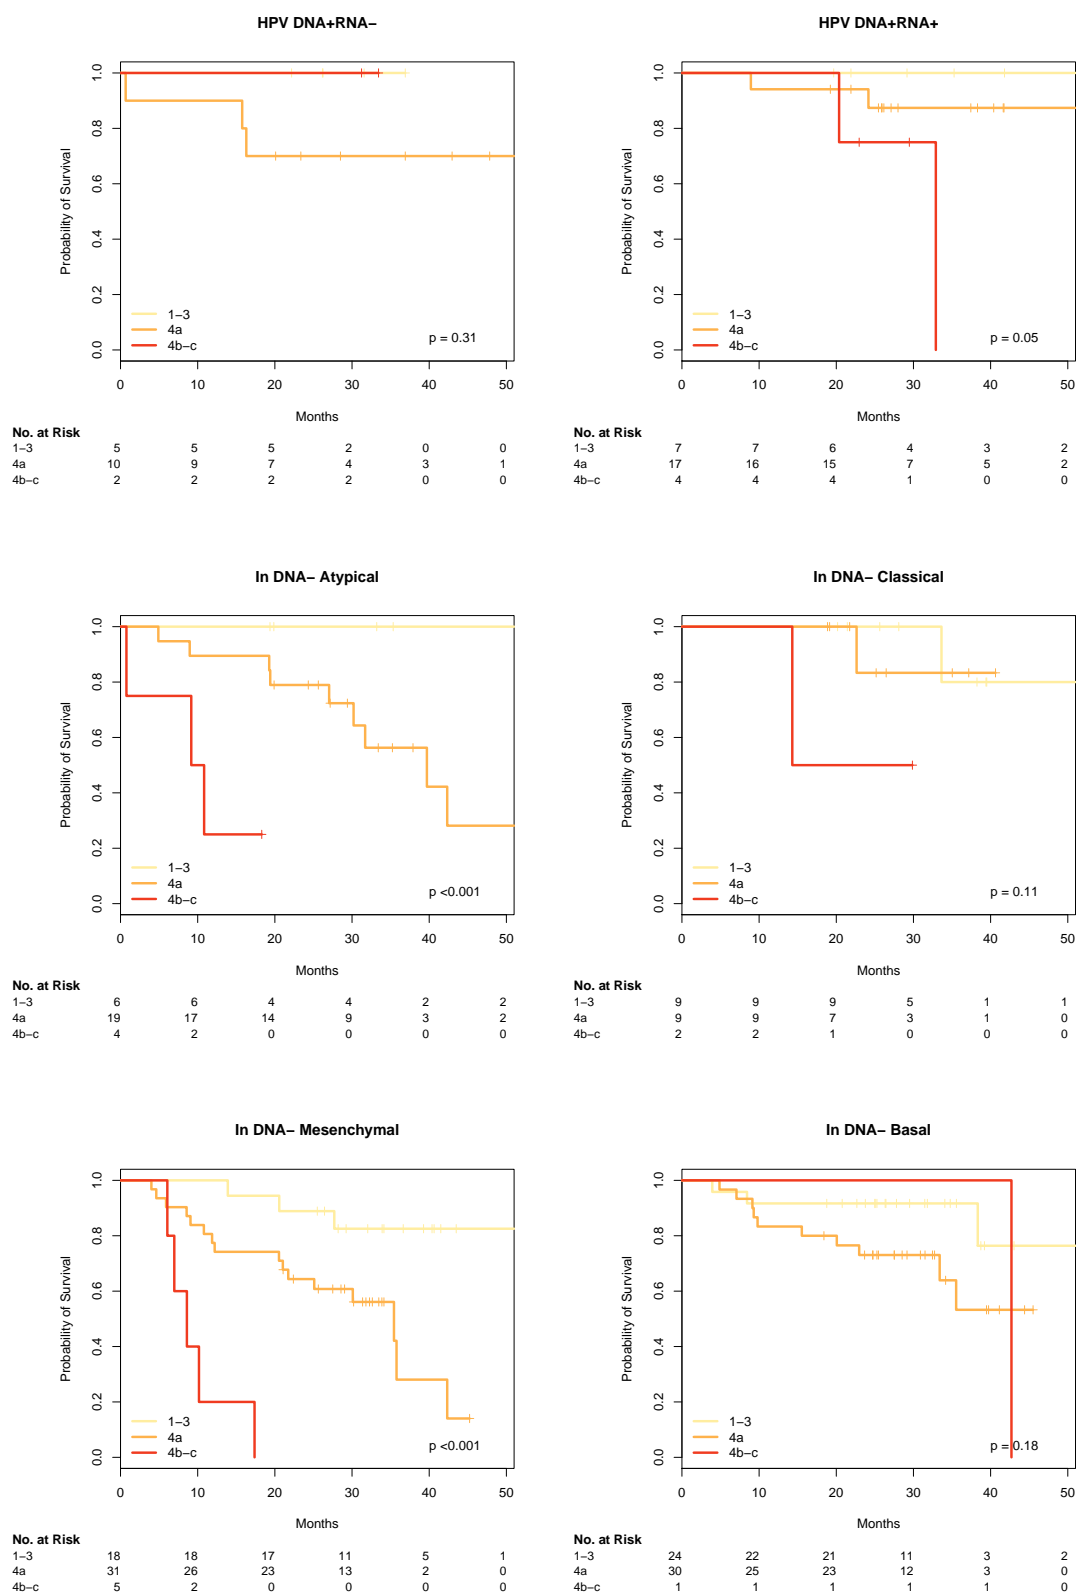 HPV DNA+RNA−
Probability of Survival
0.0 0.2 0.4 0.6 0.8 1.0
1−3
4a
4b−c
p = 0.31
0 10 20 30 40 50
Months
No. at Risk
1−3 5 5 5 2 0 0
4a 10 9 7 4 3 1
4b−c 2 2 2 2 0 0
HPV DNA+RNA+
Probability of Survival
0.0 0.2 0.4 0.6 0.8 1.0
1−3
4a
4b−c
p = 0.05
0 10 20 30 40 50
Months
No. at Risk
1−3 7 7 6 4 3 2
4a 17 16 15 7 5 2
4b−c 4 4 4 1 0 0
In DNA− Atypical
Probability of Survival
0.0 0.2 0.4 0.6 0.8 1.0
1−3
4a
4b−c
p <0.001
0 10 20 30 40 50
Months
No. at Risk
1−3 6 6 4 4 2 2
4a 19 17 14 9 3 2
4b−c 4 2 0 0 0 0
In DNA− Classical
Probability of Survival
0.0 0.2 0.4 0.6 0.8 1.0
1−3
4a
4b−c
p = 0.11
0 10 20 30 40 50
Months
No. at Risk
1−3 9 9 9 5 1 1
4a 9 9 7 3 1 0
4b−c 2 2 1 0 0 0
In DNA− Mesenchymal
Probability of Survival
0.0 0.2 0.4 0.6 0.8 1.0
1−3
4a
4b−c
p <0.001
0 10 20 30 40 50
Months
No. at Risk
1−3 18 18 17 11 5 1
4a 31 26 23 13 2 0
4b−c 5 2 0 0 0 0
In DNA− Basal
Probability of Survival
0.0 0.2 0.4 0.6 0.8 1.0
1−3
4a
4b−c
p = 0.18
0 10 20 30 40 50
Months
No. at Risk
1−3 24 22 21 11 3 2
4a 30 25 23 12 3 0
4b−c 1 1 1 1 1 0